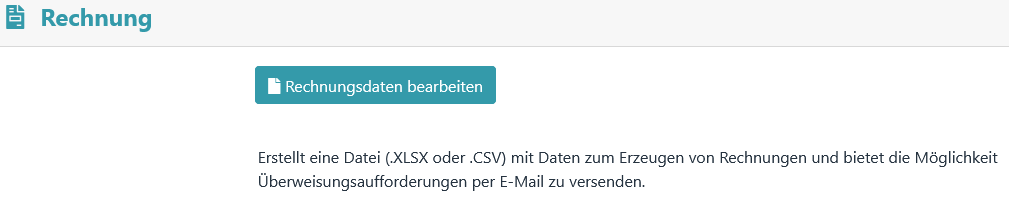 Rechnung
Rechnungsdaten bearbeiten
Erstellt eine Datei (.XLSX oder .CSV) mit Daten zum Erzeugen von Rechnungen und bietet die Möglichkeit
Überweisungsaufforderungen per E-Mail zu versenden.